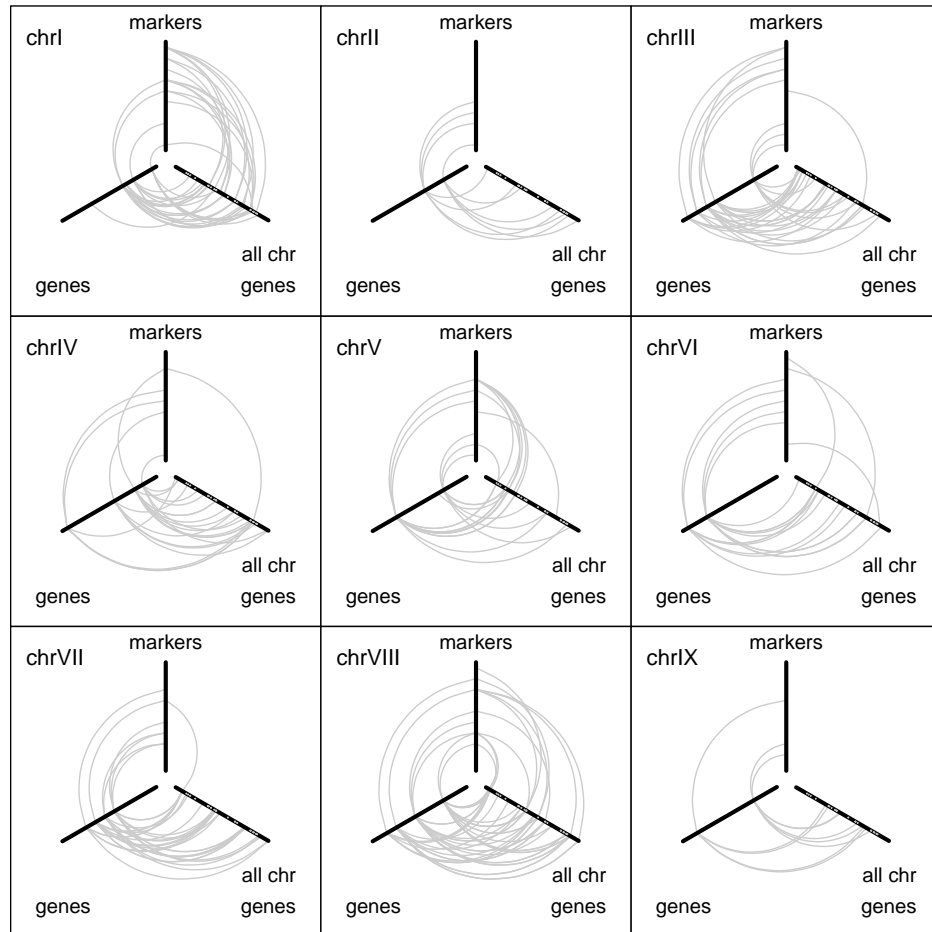 markers
chrI
all chr
genes
genes
markers
chrII
all chr
genes
genes
markers
chrIII
all chr
genes
genes
markers
chrIV
all chr
genes
genes
markers
chrV
all chr
genes
genes
markers
chrVI
all chr
genes
genes
markers
chrVII
all chr
genes
genes
markers
chrVIII
all chr
genes
genes
markers
chrIX
all chr
genes
genes